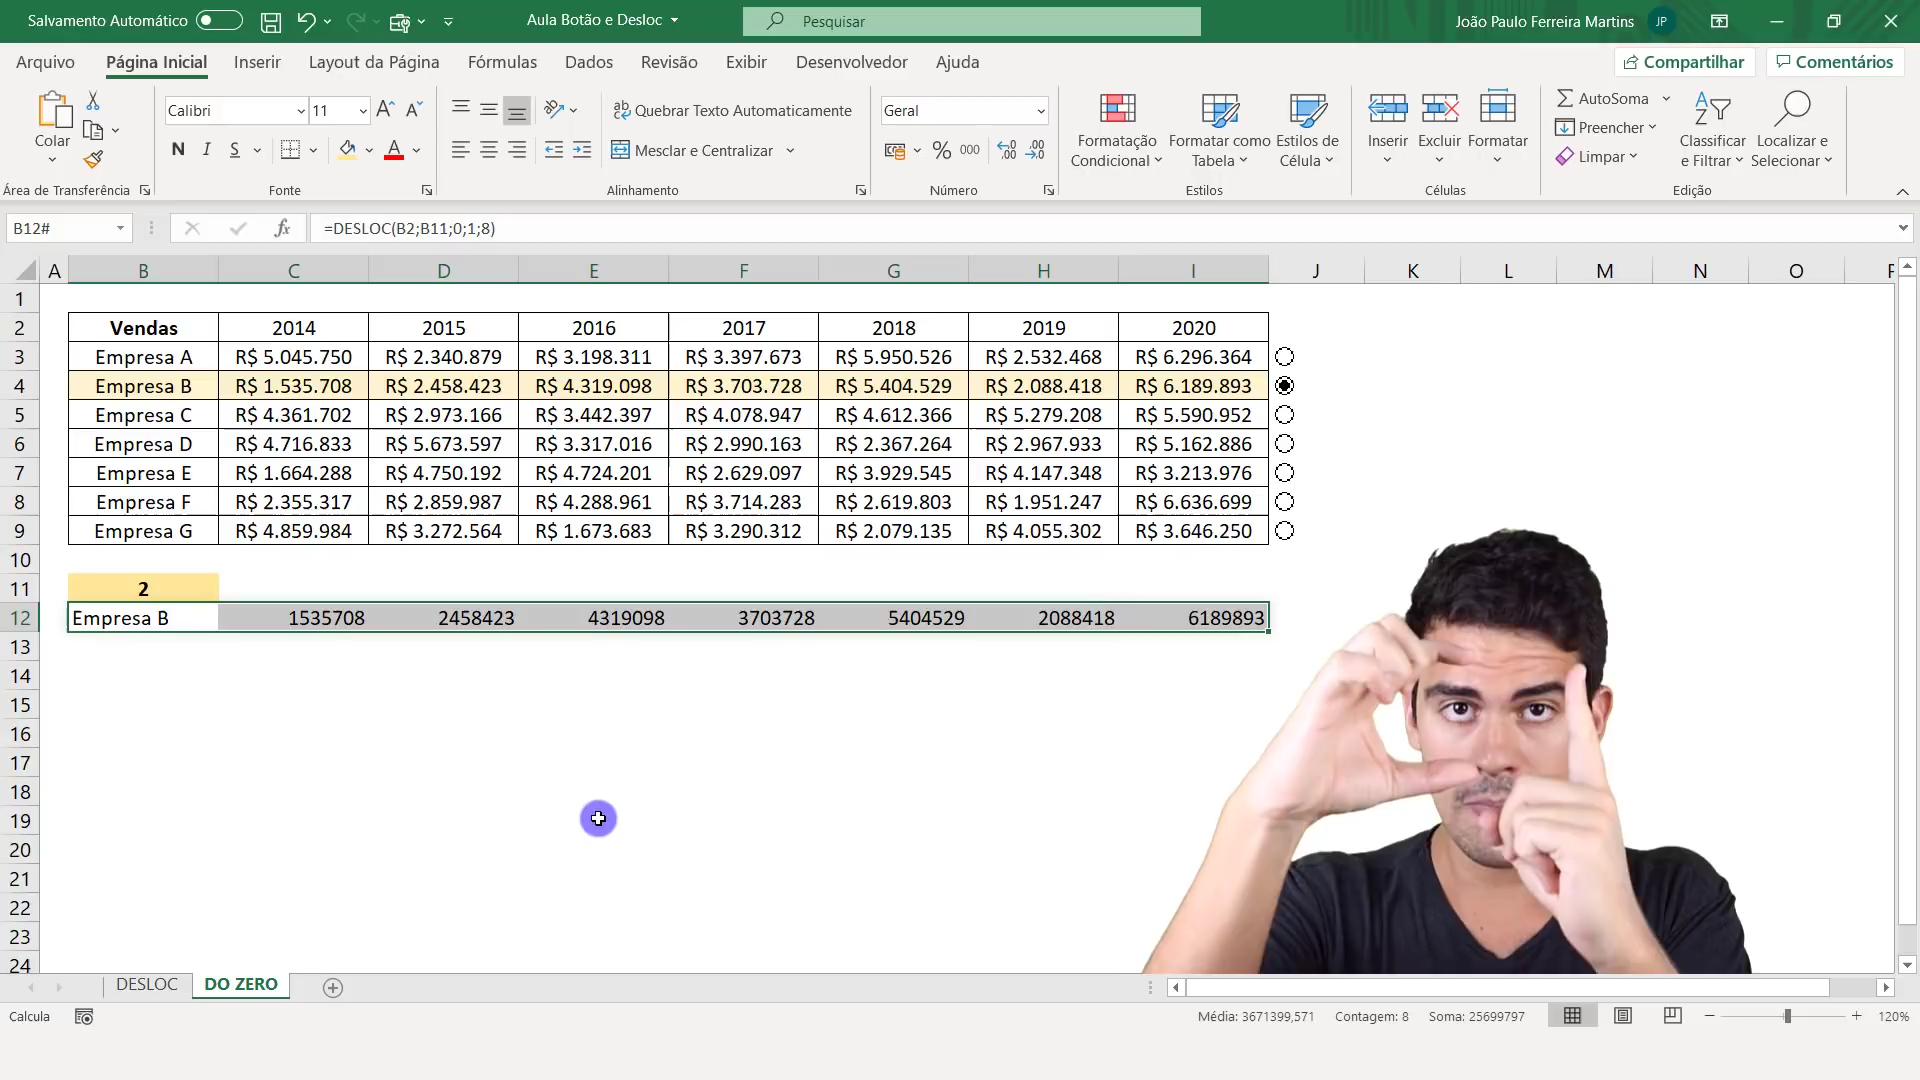 Salvamento Automático
Aula Botão e Desloc
Pesquisar
João Paulo Ferreira Martins
JP
Arquivo
Página Inicial
Inserir
Layout da Página
Fórmulas
Dados
Revisão
Exibir
Desenvolvedor
Ajuda
Compartilhar
Comentários
Colar
Área de Transferência
Calibri
11
N
I
S
Fonte
Quebrar Texto Automaticamente
Mesclar e Centralizar
Alinhamento
Geral
%
000
Número
Formatação
Condicional
Formatar como
Tabela
Estilos de
Célula
Estilos
Inserir
Excluir
Formatar
Células
AutoSoma
Preencher
Limpar
Classificar
e Filtrar
Localizar e
Selecionar
Edição
B12#
fx
=DESLOC(B2;B11;0;1;8)
A B C D E F G H I J K L M N O
1
2 Vendas 2014 2015 2016 2017 2018 2019 2020
3 Empresa A R$ 5.045.750 R$ 2.340.879 R$ 3.198.311 R$ 3.397.673 R$ 5.950.526 R$ 2.532.468 R$ 6.296.364
4 Empresa B R$ 1.535.708 R$ 2.458.423 R$ 4.319.098 R$ 3.703.728 R$ 5.404.529 R$ 2.088.418 R$ 6.189.893
5 Empresa C R$ 4.361.702 R$ 2.973.166 R$ 3.442.397 R$ 4.078.947 R$ 4.612.366 R$ 5.279.208 R$ 5.590.952
6 Empresa D R$ 4.716.833 R$ 5.673.597 R$ 3.317.016 R$ 2.990.163 R$ 2.367.264 R$ 2.967.933 R$ 5.162.886
7 Empresa E R$ 1.664.288 R$ 4.750.192 R$ 4.724.201 R$ 2.629.097 R$ 3.929.545 R$ 4.147.348 R$ 3.213.976
8 Empresa F R$ 2.355.317 R$ 2.859.987 R$ 4.288.961 R$ 3.714.283 R$ 2.619.803 R$ 1.951.247 R$ 6.636.699
9 Empresa G R$ 4.859.984 R$ 3.272.564 R$ 1.673.683 R$ 3.290.312 R$ 2.079.135 R$ 4.055.302 R$ 3.646.250
10
11 2
12 Empresa B 1535708 2458423 4319098 3703728 5404529 2088418 6189893
13
14
15
16
17
18
19
20
21
22
23
24
DESLOC
DO ZERO
Calcula
Média: 3671399,571
Contagem: 8
Soma: 25699797
120%